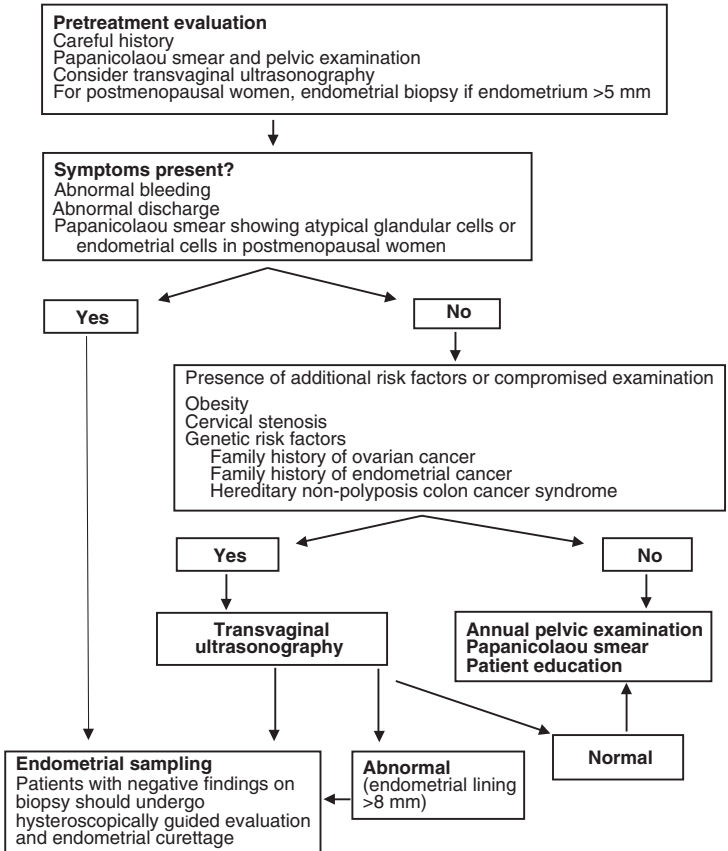 Pretreatment evaluation
Careful history
Papanicolaou smear and pelvic examination
Consider transvaginal ultrasonography
For postmenopausal women, endometrial biopsy if endometrium >5 mm
Symptoms present?
Abnormal bleeding
Abnormal discharge
Papanicolaou smear showing atypical glandular cells or
endometrial cells in postmenopausal women
Yes
No
Presence of additional risk factors or compromised examination
Obesity
Cervical stenosis
Genetic risk factors
Family history of ovarian cancer
Family history of endometrial cancer
Hereditary non-polyposis colon cancer syndrome
Yes
No
Transvaginal
ultrasonography
Annual pelvic examination
Papanicolaou smear
Patient education
Endometrial sampling
Patients with negative findings on
biopsy should undergo
hysteroscopically guided evaluation
and endometrial curettage
Abnormal
(endometrial lining
>8 mm)
Normal